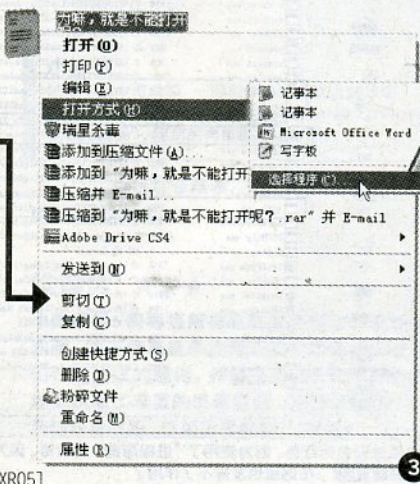 为嘛，就是不能打开
打开(O)
打印(P)
编辑(E)
打开方式(H)
瑞星杀毒
添加到压缩文件(A)...
添加到 "为嘛，就是不能打开
压缩并 E-mail...
压缩到 "为嘛，就是不能打开呢？.rar" 并 E-mail
Adobe Drive CS4
发送到(N)
剪切(T)
复制(C)
创建快捷方式(S)
删除(D)
粉碎文件
重命名(M)
属性(R)
记事本
记事本
Microsoft Office Word
写字板
选择程序(C)...
3
XR05]